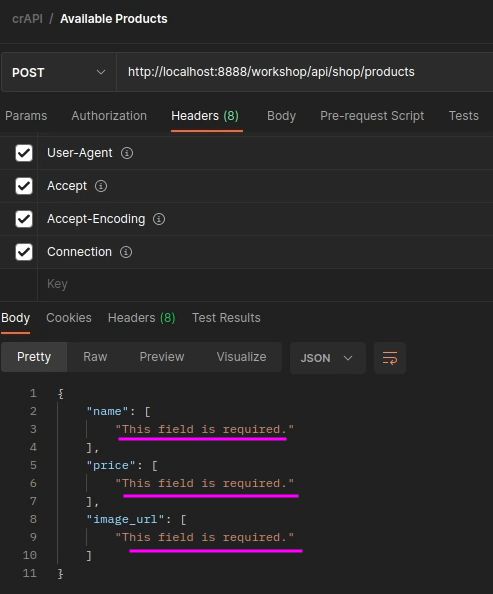 crAPI / Available Products
POST http://localhost:8888/workshop/api/shop/products
Params Authorization Headers (8) Body Pre-request Script Tests
User-Agent
Accept
Accept-Encoding
Connection
Key
Body Cookies Headers (8) Test Results
Pretty Raw Preview Visualize JSON
1 {
2 "name": [
3 "This field is required."
4 ],
5 "price": [
6 "This field is required."
7 ],
8 "image_url": [
9 "This field is required."
10 ]
11 }